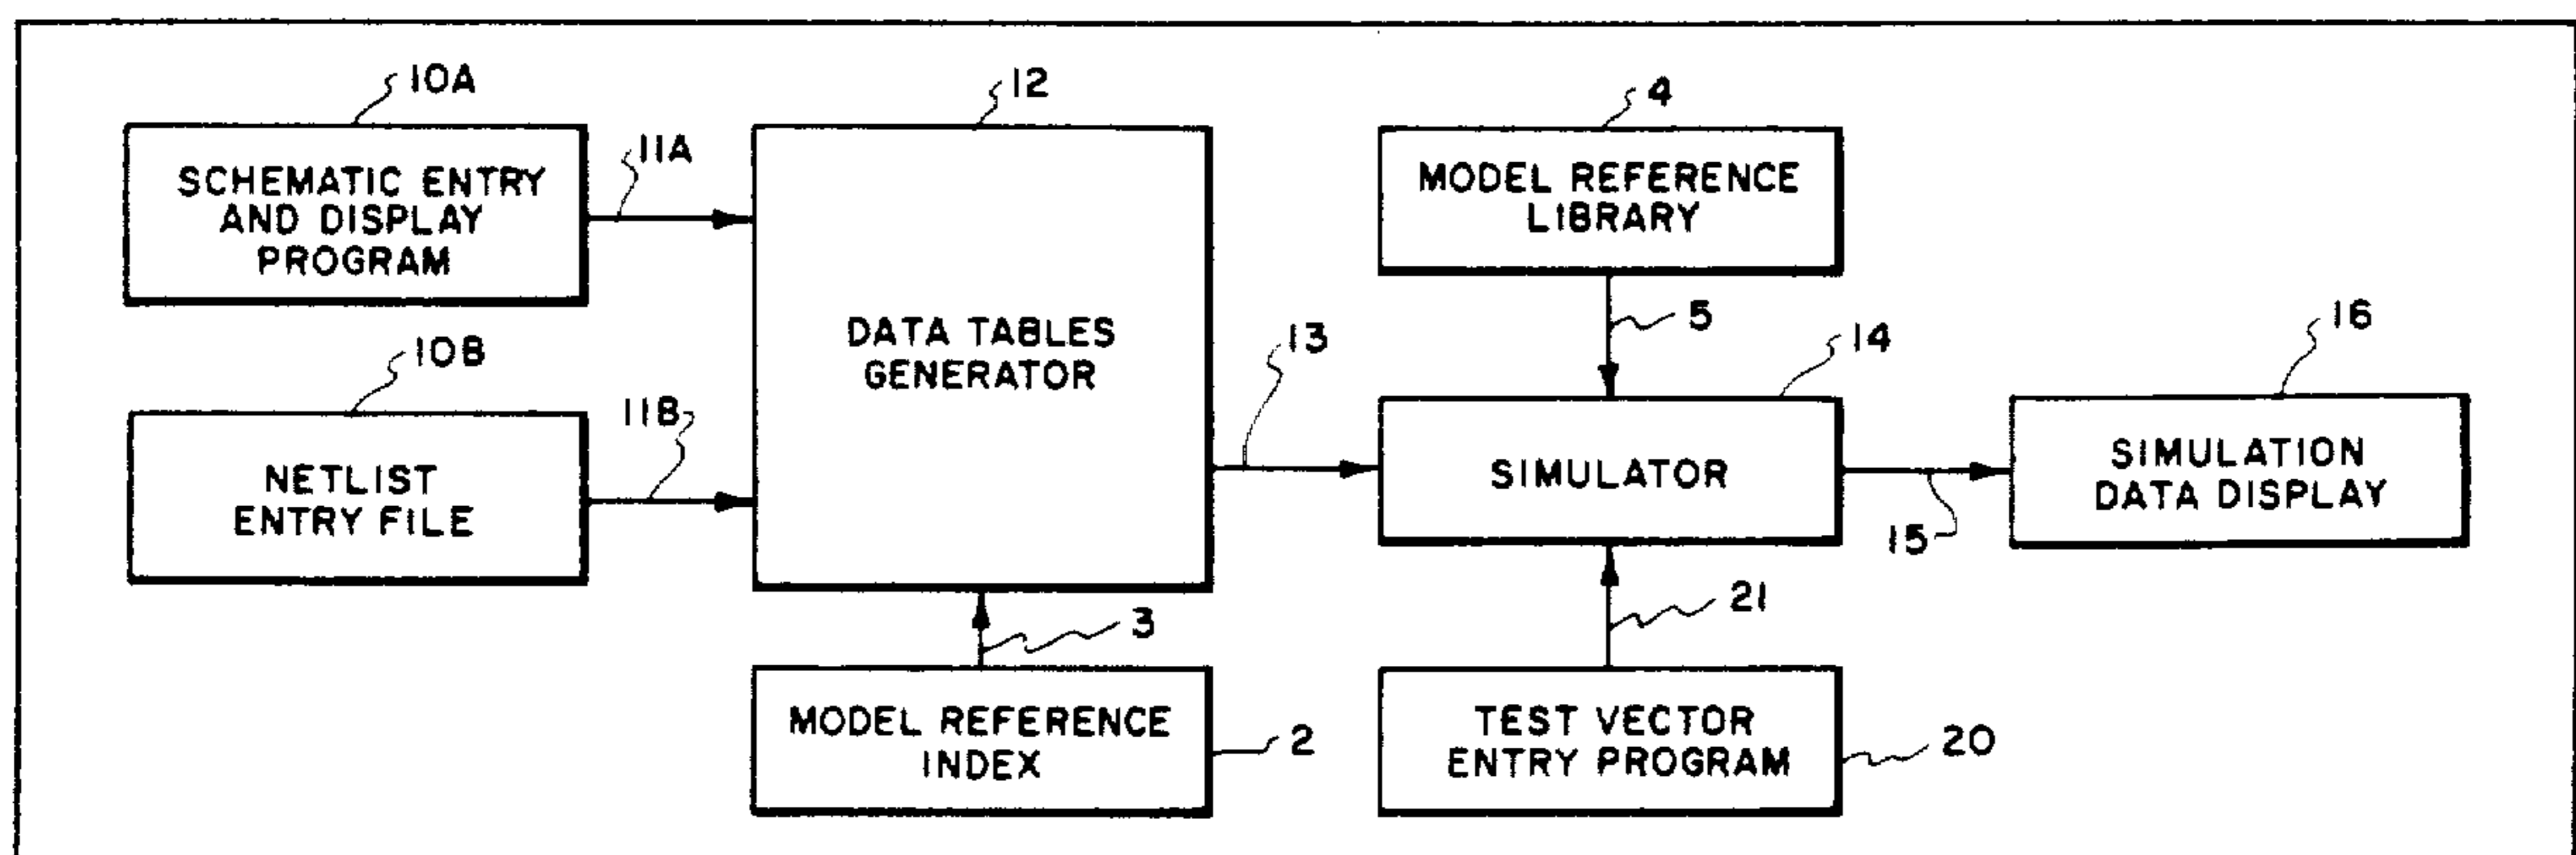 10A
SCHEMATIC ENTRY
AND DISPLAY
PROGRAM
11A
10B
NETLIST
ENTRY FILE
11B
12
DATA TABLES
GENERATOR
3
MODEL REFERENCE
INDEX
2
13
4
MODEL REFERENCE
LIBRARY
5
14
SIMULATOR
21
TEST VECTOR
ENTRY PROGRAM
20
15
16
SIMULATION
DATA DISPLAY